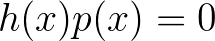 h(x)p(x) = 0